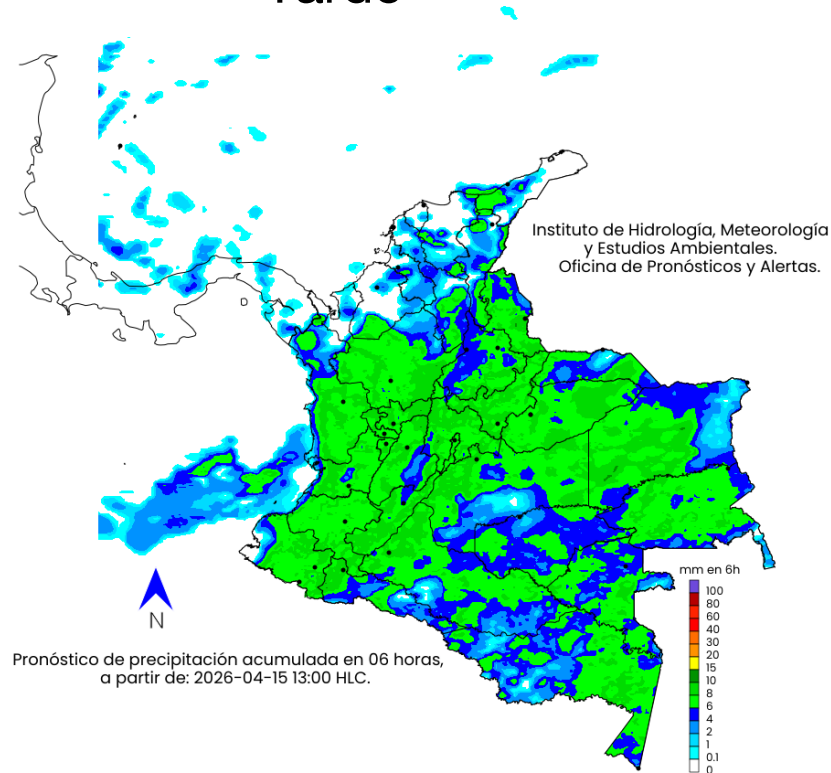 Tarde
Instituto de Hidrología, Meteorología
y Estudios Ambientales.
Oficina de Pronósticos y Alertas.
mm en 6h
100
80
60
40
30
20
15
10
8
6
4
2
1
0.1
0
N
Pronóstico de precipitación acumulada en 06 horas,
a partir de: 2026-04-15 13:00 HLC.